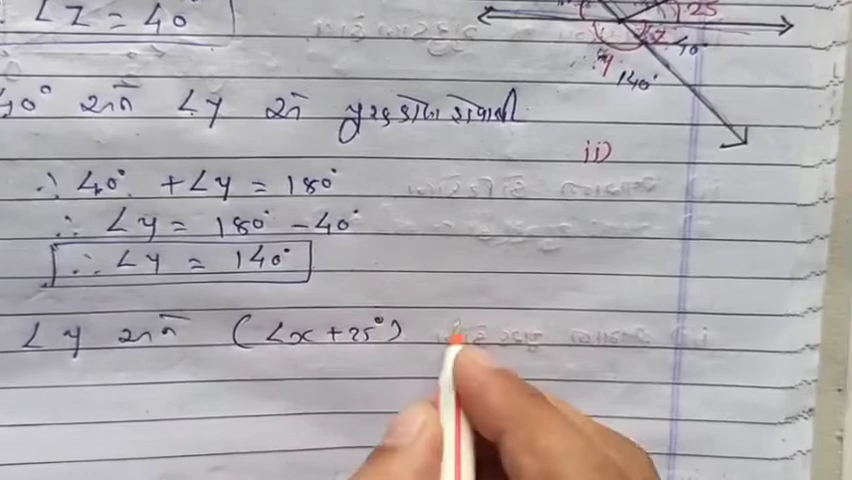 ∠z = 40°
25
40°
y
140°
40° અને ∠y એ
ii)
∴ 40° + ∠y = 180°
∴ ∠y = 180° - 40°
∴ ∠y = 140°
∠y અને (∠x + 25°)